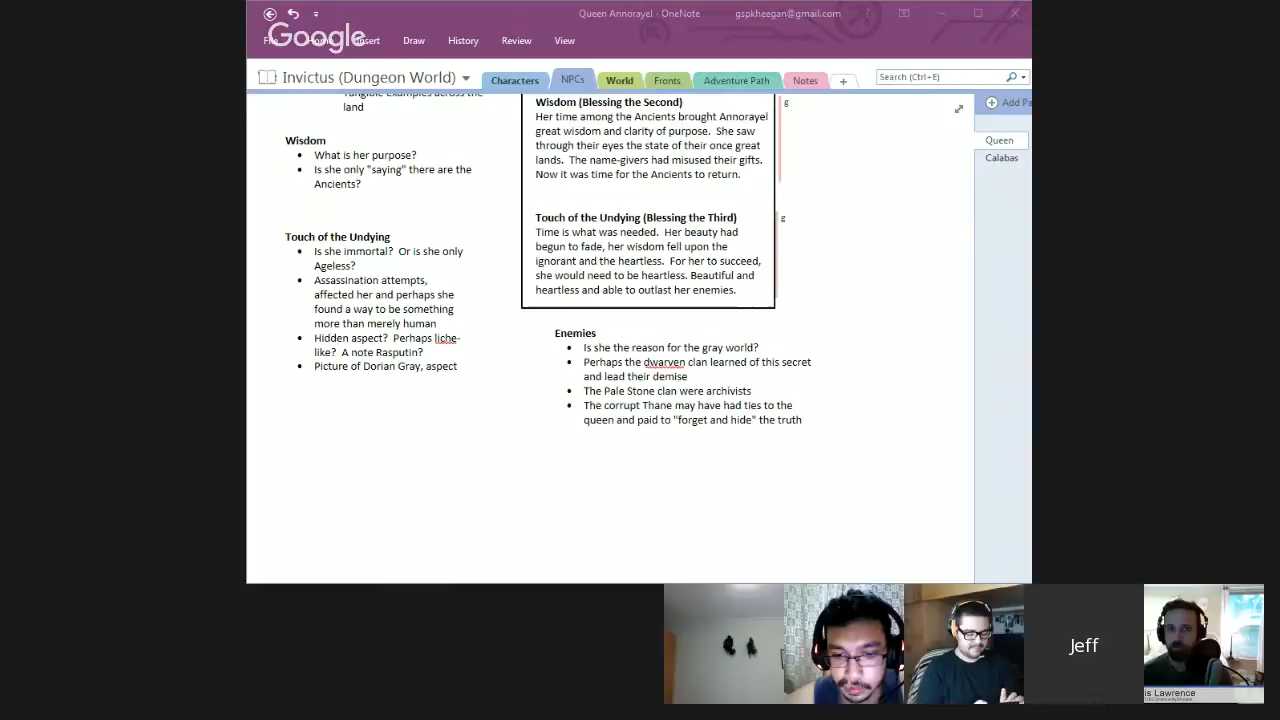 Queen Annorayel - OneNote
gspkheegan@gmail.com
?
Google
Insert
Draw
History
Review
View
Invictus (Dungeon World)
Characters
NPCs
World
Fronts
Adventure Path
Notes
+
Search (Ctrl+E)
Tangible examples across the
land
Wisdom
• What is her purpose?
• Is she only "saying" there are the
Ancients?
Touch of the Undying
• Is she immortal? Or is she only
Ageless?
• Assassination attempts,
affected her and perhaps she
found a way to be something
more than merely human
• Hidden aspect? Perhaps liche-
like? A note Rasputin?
• Picture of Dorian Gray, aspect
Wisdom (Blessing the Second)
Her time among the Ancients brought Annorayel
great wisdom and clarity of purpose. She saw
through their eyes the state of their once great
lands. The name-givers had misused their gifts.
Now it was time for the Ancients to return.
g
Touch of the Undying (Blessing the Third)
Time is what was needed. Her beauty had
begun to fade, her wisdom fell upon the
ignorant and the heartless. For her to succeed,
she would need to be heartless. Beautiful and
heartless and able to outlast her enemies.
g
Enemies
• Is she the reason for the gray world?
• Perhaps the dwarven clan learned of this secret
and lead their demise
• The Pale Stone clan were archivists
• The corrupt Thane may have had ties to the
queen and paid to "forget and hide" the truth
Add Pa
Queen
Calabas
Jeff
is Lawrence